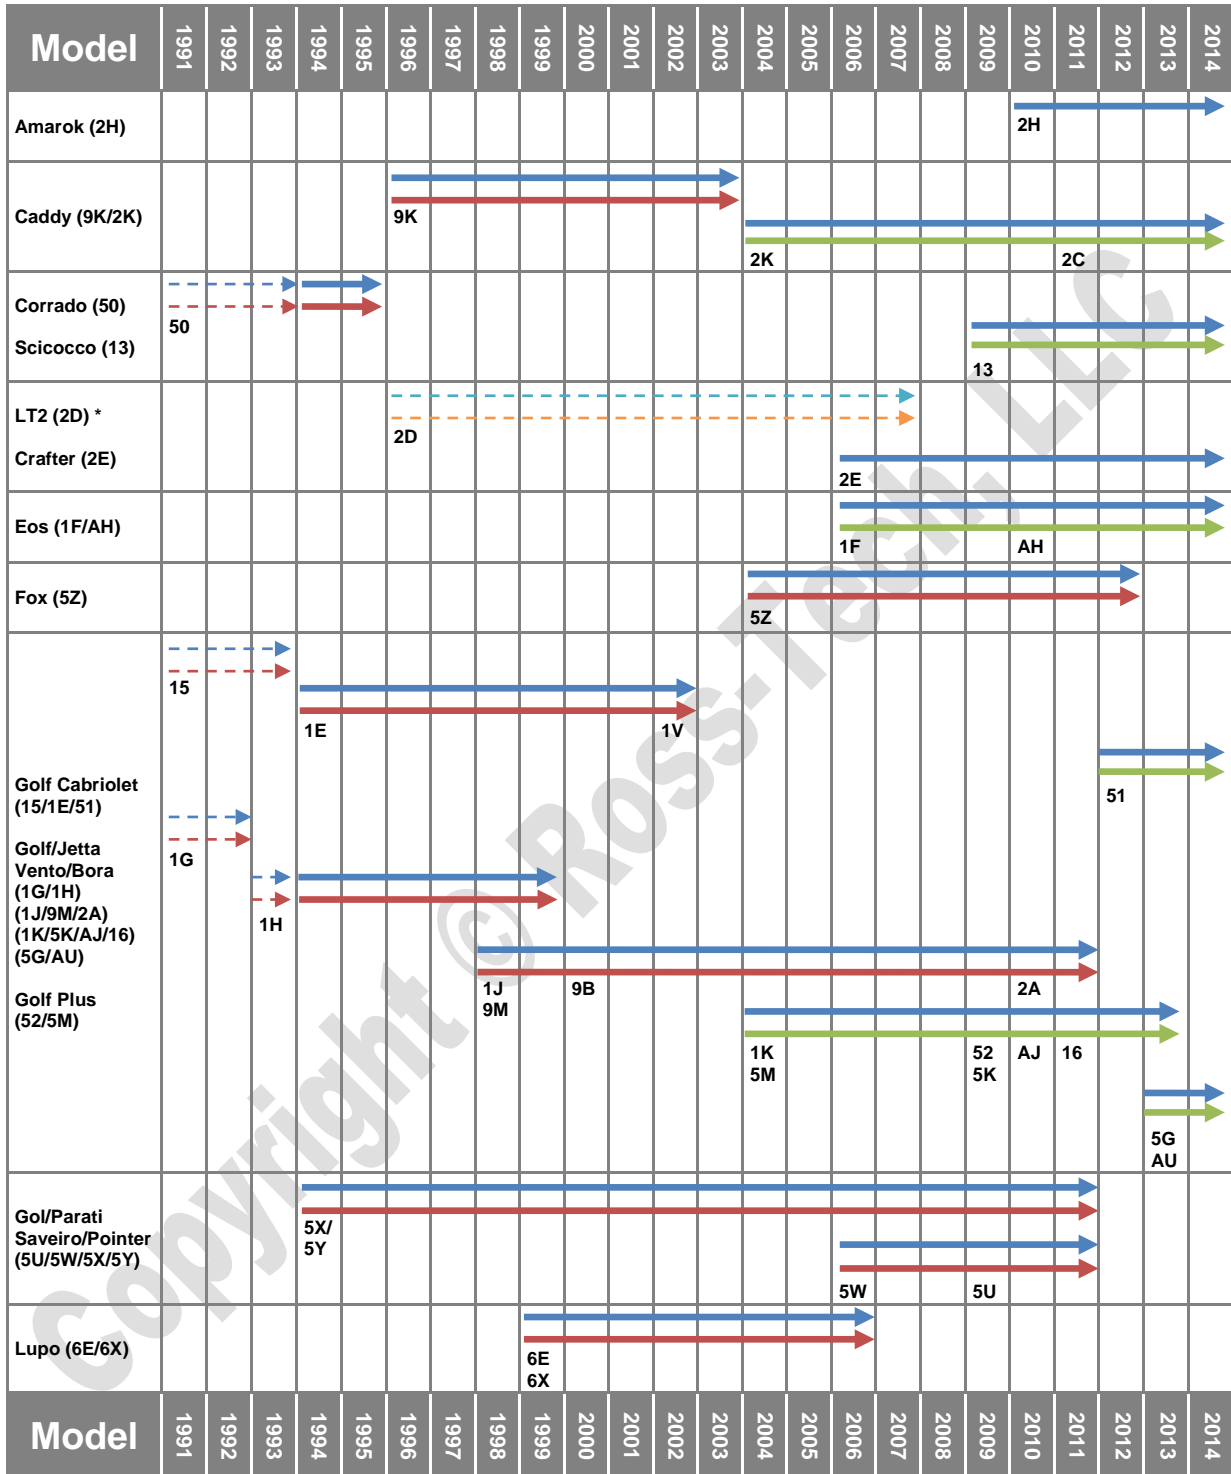 Model 1991 1992 1993 1994 1995 1996 1997 1998 1999 2000 2001 2002 2003 2004 2005 2006 2007 2008 2009 2010 2011 2012 2013 2014
Amarok (2H)
2H
Caddy (9K/2K)
9K
2K 2C
Corrado (50)
50
Scicocco (13)
13
LT2 (2D) *
2D
Crafter (2E)
2E
Eos (1F/AH)
1F AH
Fox (5Z)
5Z
15
1E 1V
Golf Cabriolet
(15/1E/51)
51
Golf/Jetta
Vento/Bora
(1G/1H)
(1J/9M/2A)
(1K/5K/AJ/16)
(5G/AU)
1G
1H
Golf Plus
(52/5M)
1J 9B 2A
9M
1K 52 AJ 16
5M 5K
5G
AU
Gol/Parati
Saveiro/Pointer
(5U/5W/5X/5Y)
5X/
5Y
5W 5U
Lupo (6E/6X)
6E
6X
Model 1991 1992 1993 1994 1995 1996 1997 1998 1999 2000 2001 2002 2003 2004 2005 2006 2007 2008 2009 2010 2011 2012 2013 2014
Copyright © Ross-Tech, LLC